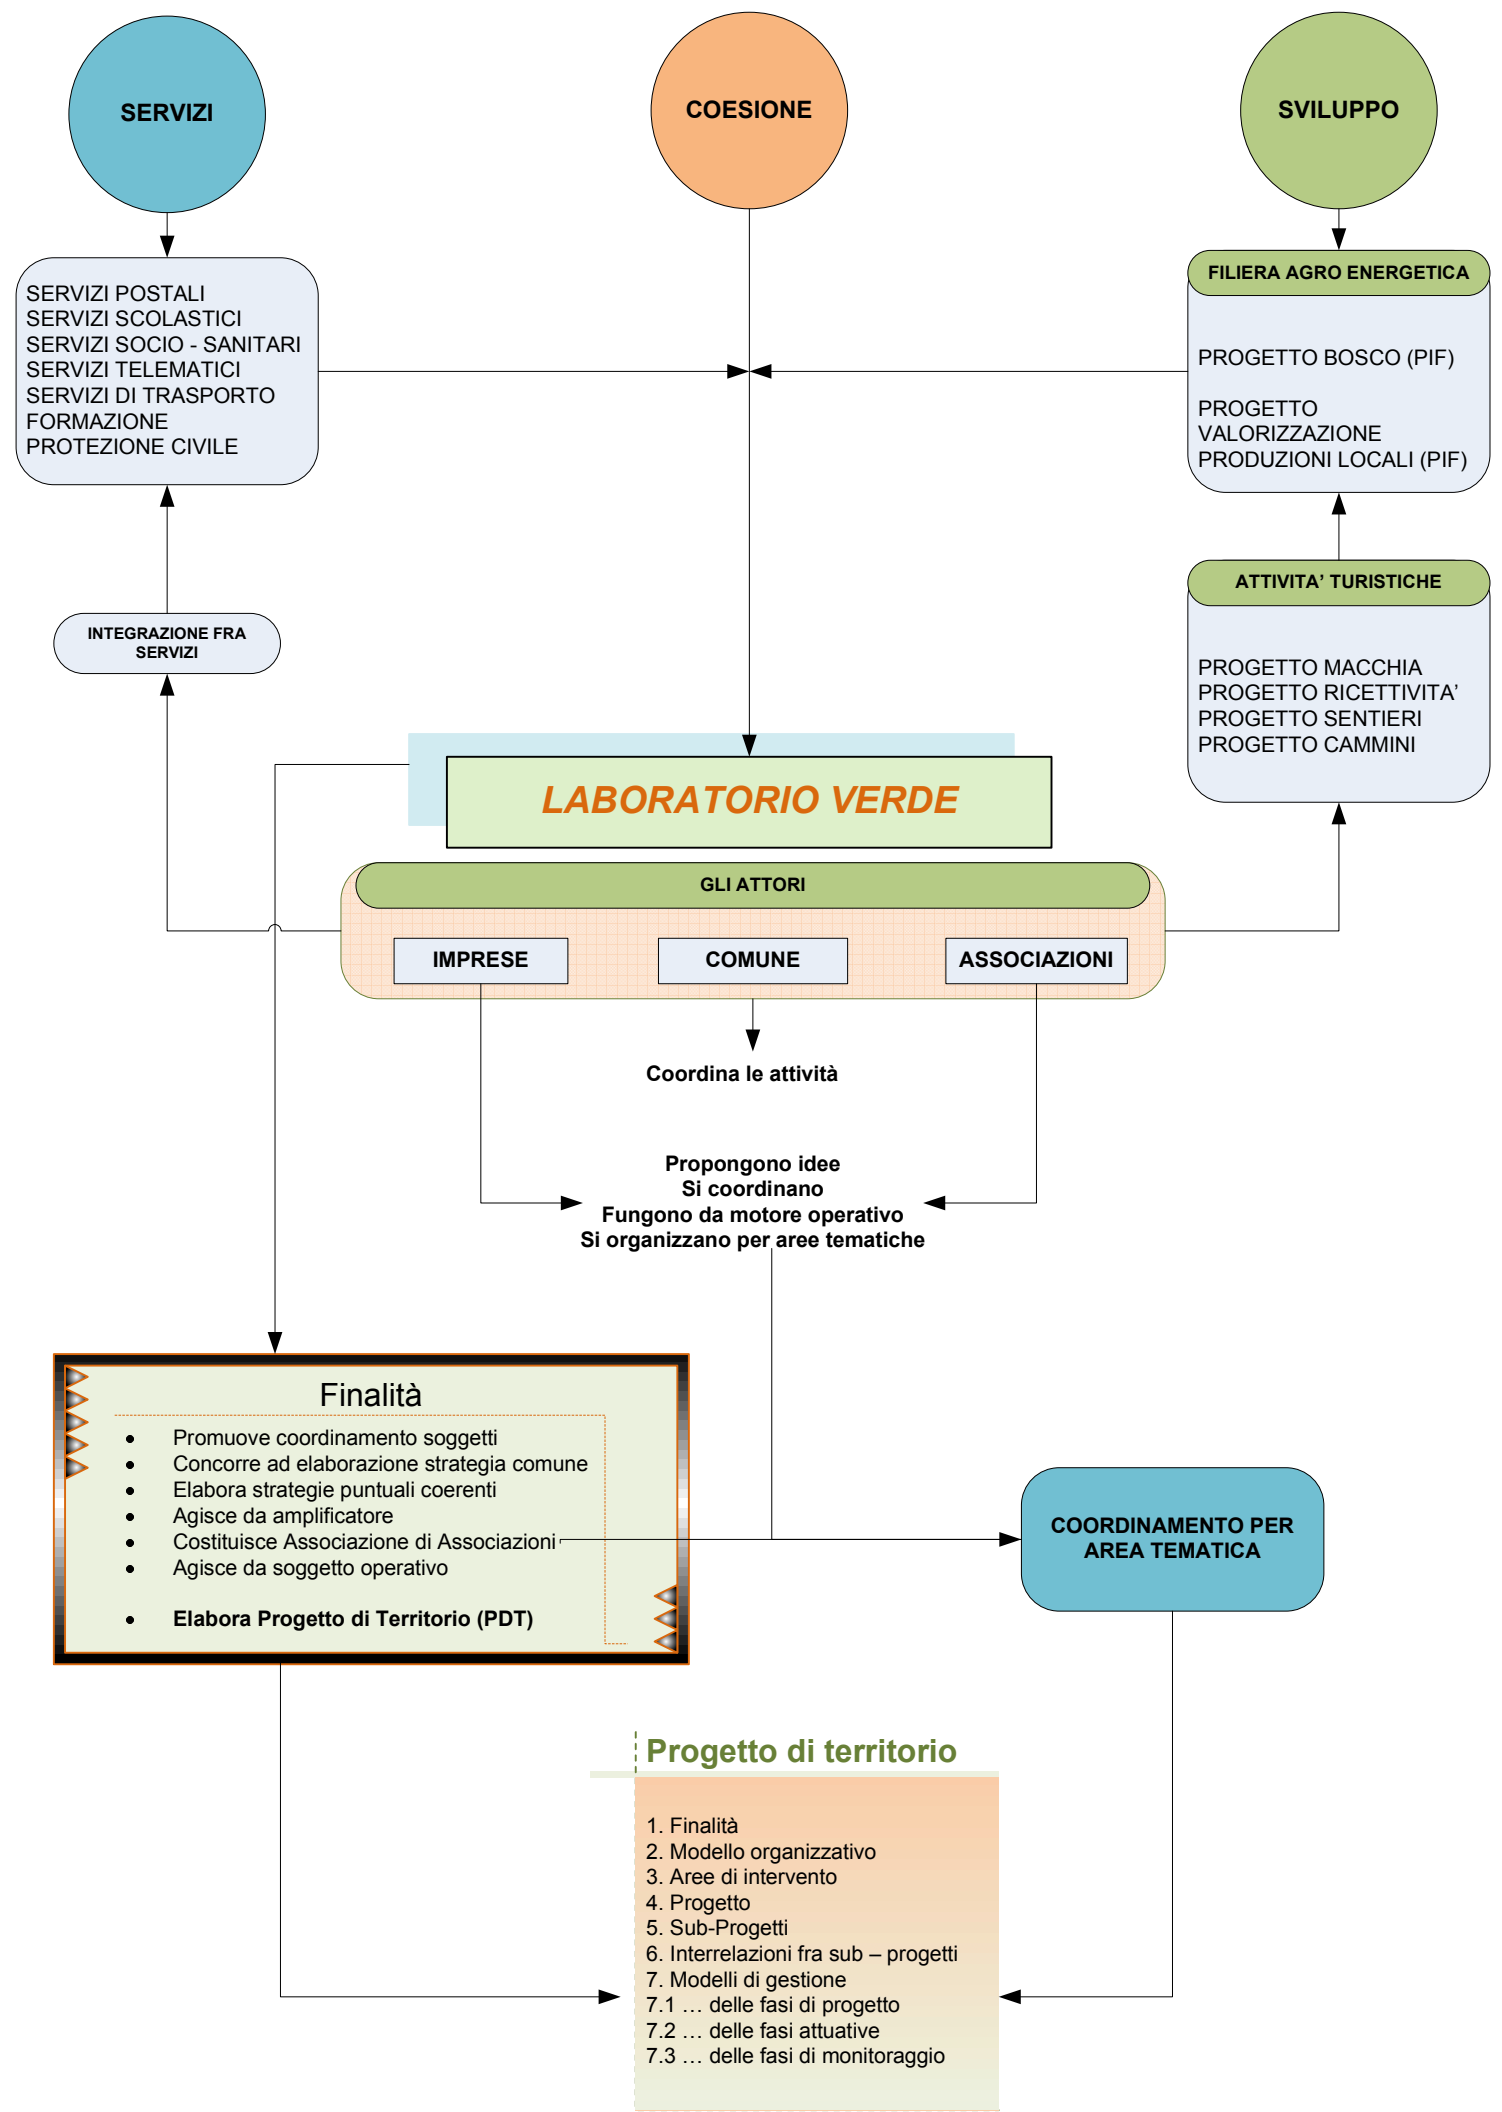 SERVIZI
COESIONE
SVILUPPO
SERVIZI POSTALI
SERVIZI SCOLASTICI
SERVIZI SOCIO - SANITARI
SERVIZI TELEMATICI
SERVIZI DI TRASPORTO
FORMAZIONE
PROTEZIONE CIVILE
FILIERA AGRO ENERGETICA
PROGETTO BOSCO (PIF)
PROGETTO
VALORIZZAZIONE
PRODUZIONI LOCALI (PIF)
INTEGRAZIONE FRA
SERVIZI
ATTIVITA’ TURISTICHE
PROGETTO MACCHIA
PROGETTO RICETTIVITA’
PROGETTO SENTIERI
PROGETTO CAMMINI
LABORATORIO VERDE
GLI ATTORI
IMPRESE
COMUNE
ASSOCIAZIONI
Coordina le attività
Propongono idee
Si coordinano
Fungono da motore operativo
Si organizzano per aree tematiche
Finalità
• Promuove coordinamento soggetti
• Concorre ad elaborazione strategia comune
• Elabora strategie puntuali coerenti
• Agisce da amplificatore
• Costituisce Associazione di Associazioni
• Agisce da soggetto operativo
• Elabora Progetto di Territorio (PDT)
COORDINAMENTO PER
AREA TEMATICA
Progetto di territorio
1. Finalità
2. Modello organizzativo
3. Aree di intervento
4. Progetto
5. Sub-Progetti
6. Interrelazioni fra sub – progetti
7. Modelli di gestione
7.1 … delle fasi di progetto
7.2 … delle fasi attuative
7.3 … delle fasi di monitoraggio